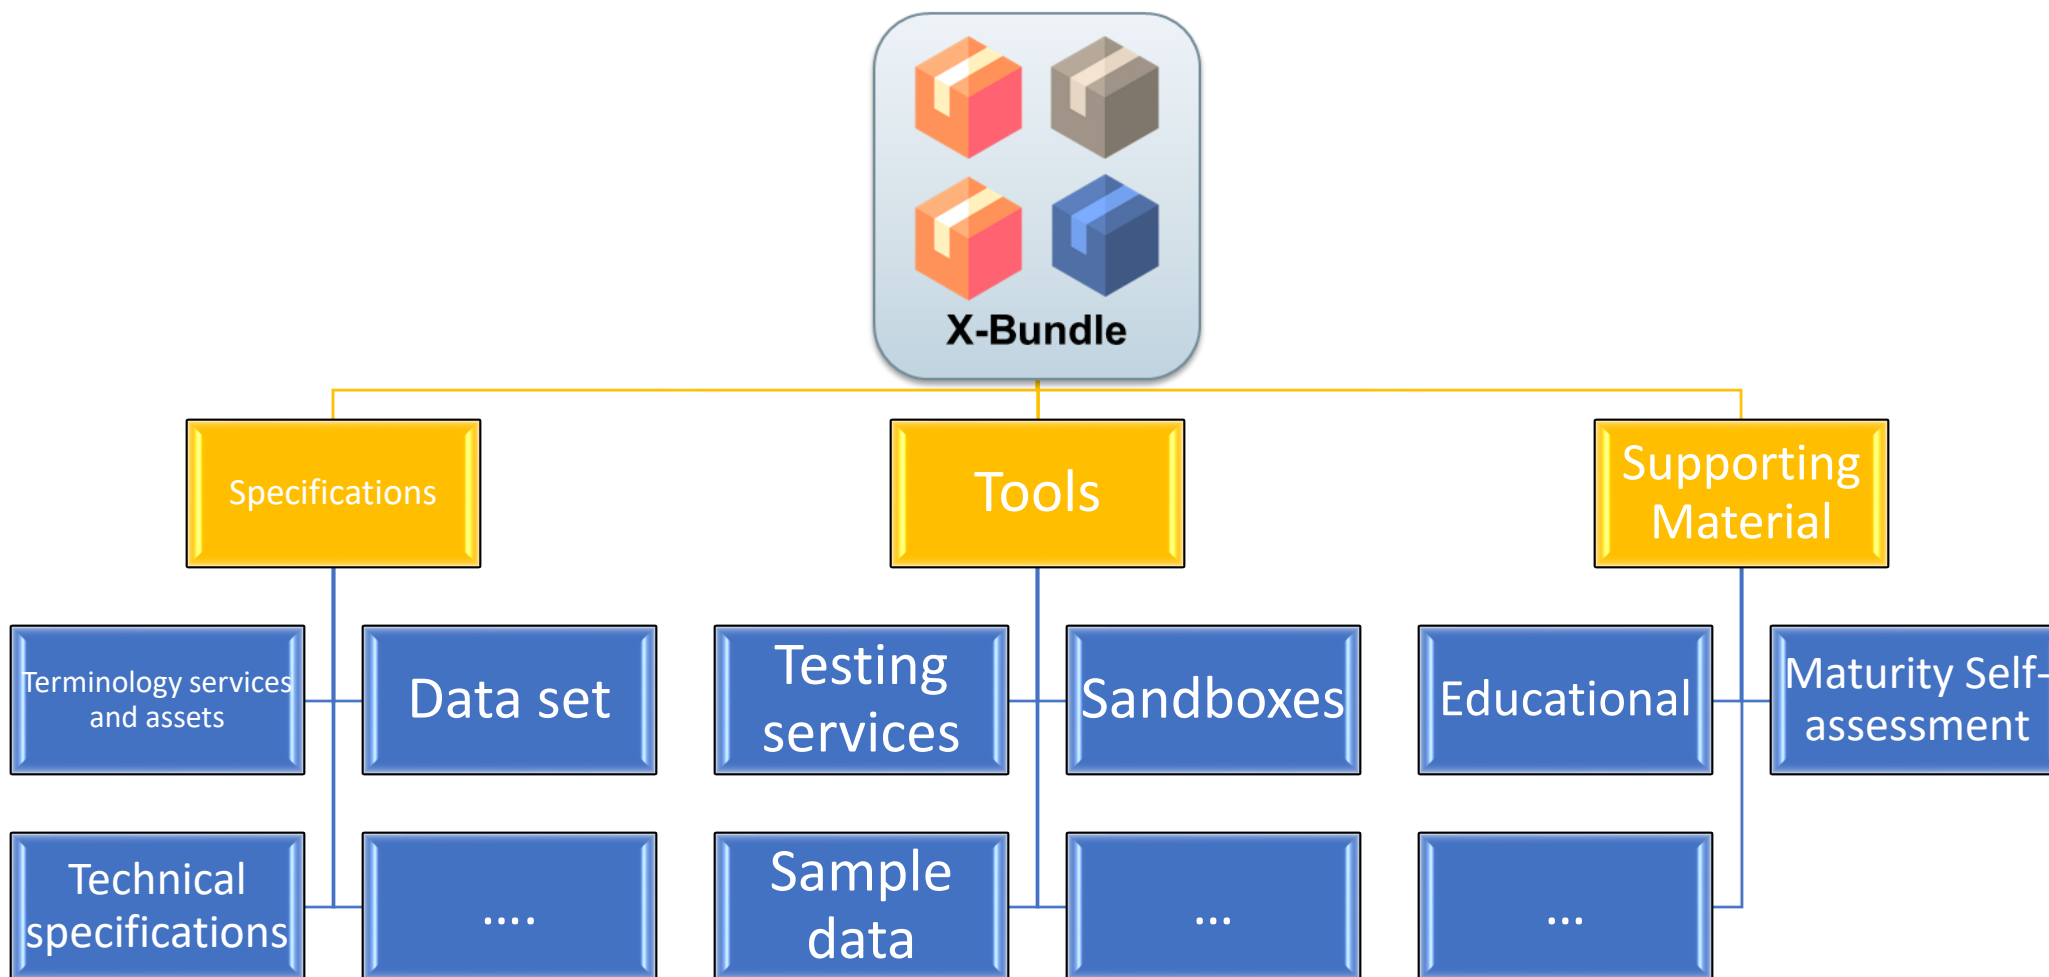 X-Bundle
Specifications
Tools
Supporting
Material
Terminology services
and assets
Data set
Testing
services
Sandboxes
Educational
Maturity Self-
assessment
Technical
specifications
....
Sample
data
...
...